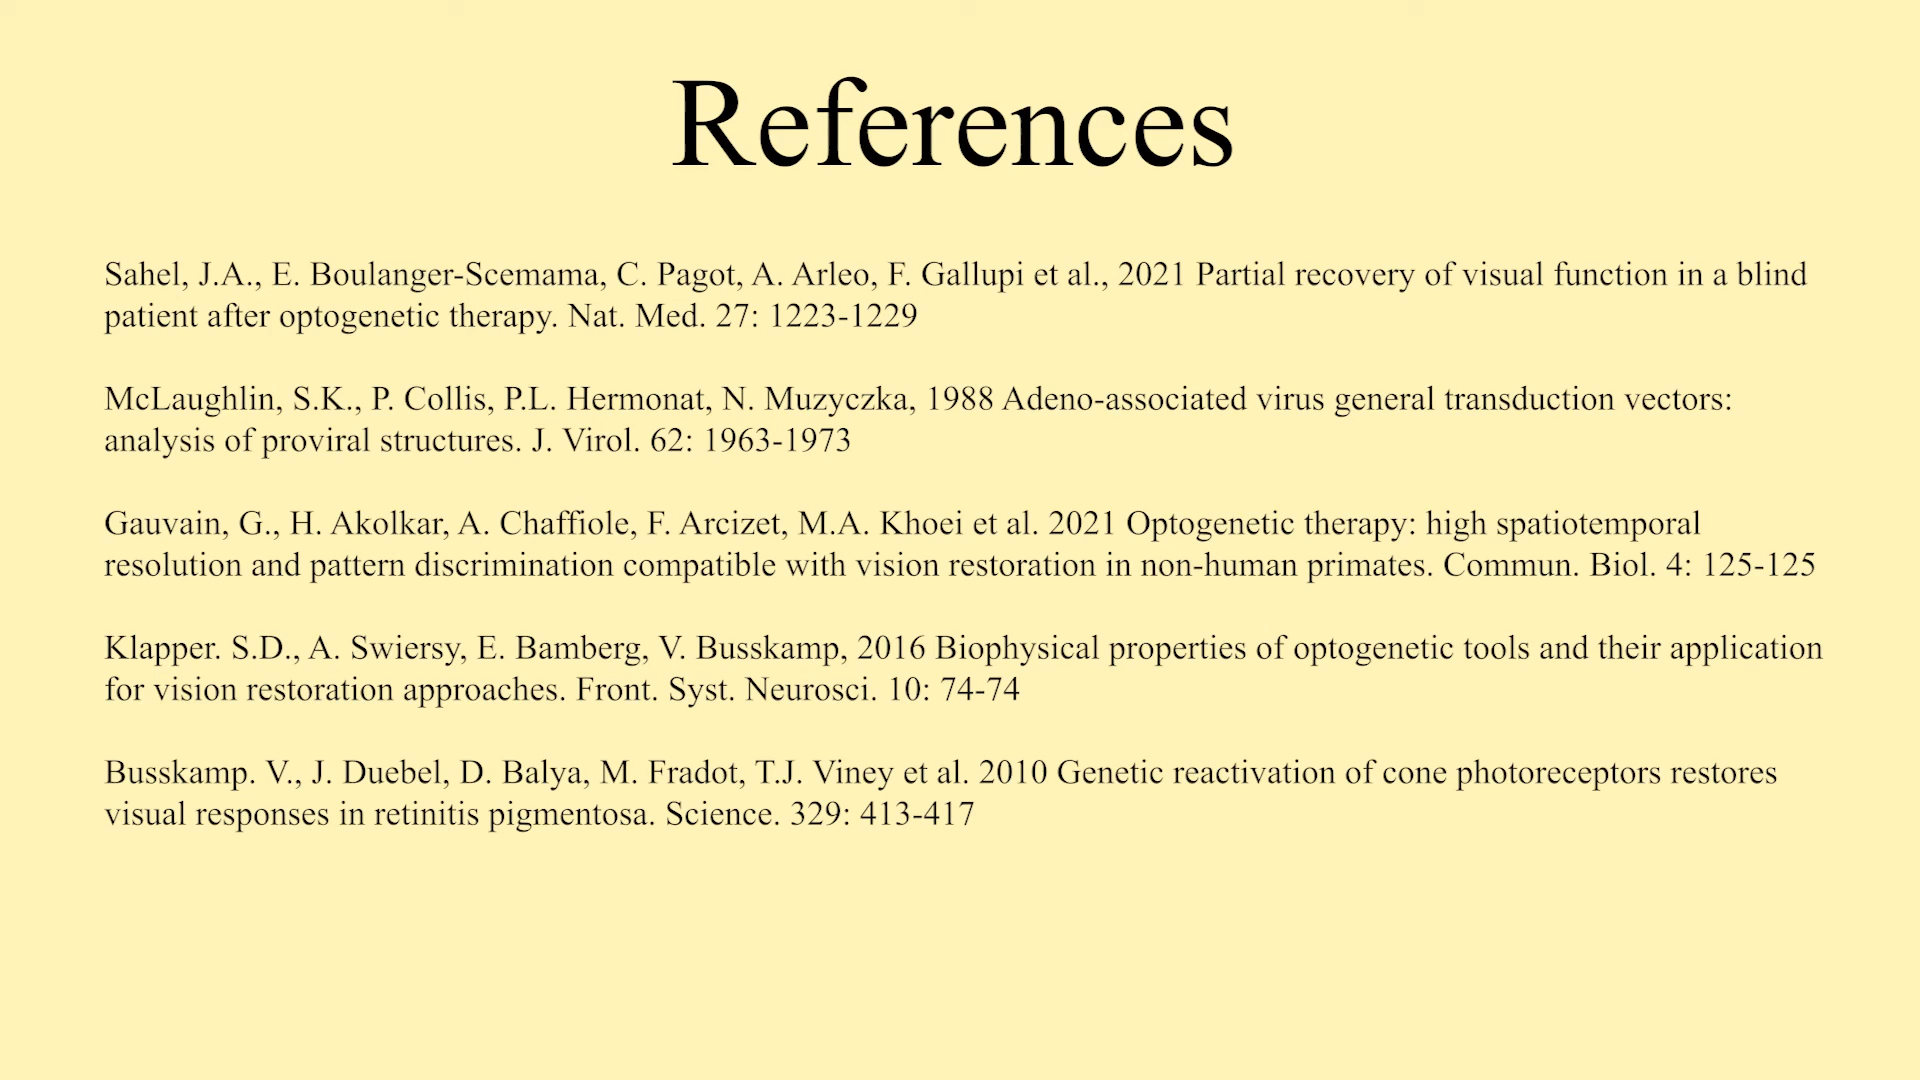 References
Sahel, J.A., E. Boulanger-Scemama, C. Pagot, A. Arleo, F. Gallupi et al., 2021 Partial recovery of visual function in a blind
patient after optogenetic therapy. Nat. Med. 27: 1223-1229
McLaughlin, S.K., P. Collis, P.L. Hermonat, N. Muzyczka, 1988 Adeno-associated virus general transduction vectors:
analysis of proviral structures. J. Virol. 62: 1963-1973
Gauvain, G., H. Akolkar, A. Chaffiole, F. Arcizet, M.A. Khoei et al. 2021 Optogenetic therapy: high spatiotemporal
resolution and pattern discrimination compatible with vision restoration in non-human primates. Commun. Biol. 4: 125-125
Klapper. S.D., A. Swiersy, E. Bamberg, V. Busskamp, 2016 Biophysical properties of optogenetic tools and their application
for vision restoration approaches. Front. Syst. Neurosci. 10: 74-74
Busskamp. V., J. Duebel, D. Balya, M. Fradot, T.J. Viney et al. 2010 Genetic reactivation of cone photoreceptors restores
visual responses in retinitis pigmentosa. Science. 329: 413-417